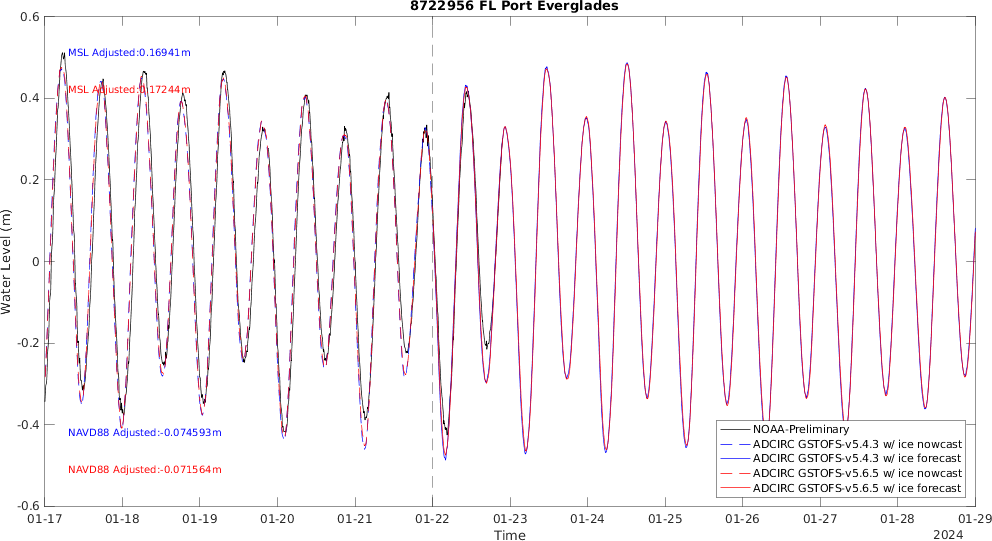 8722956 FL Port Everglades
0.6
0.4
0.2
0
-0.2
-0.4
-0.6
Water Level (m)
MSL Adjusted:0.16941m
MSL Adjusted:0.17244m
NAVD88 Adjusted:-0.074593m
NAVD88 Adjusted:-0.071564m
NOAA-Preliminary
ADCIRC GSTOFS-v5.4.3 w/ ice nowcast
ADCIRC GSTOFS-v5.4.3 w/ ice forecast
ADCIRC GSTOFS-v5.6.5 w/ ice nowcast
ADCIRC GSTOFS-v5.6.5 w/ ice forecast
01-17 01-18 01-19 01-20 01-21 01-22 01-23 01-24 01-25 01-26 01-27 01-28 01-29
Time
2024